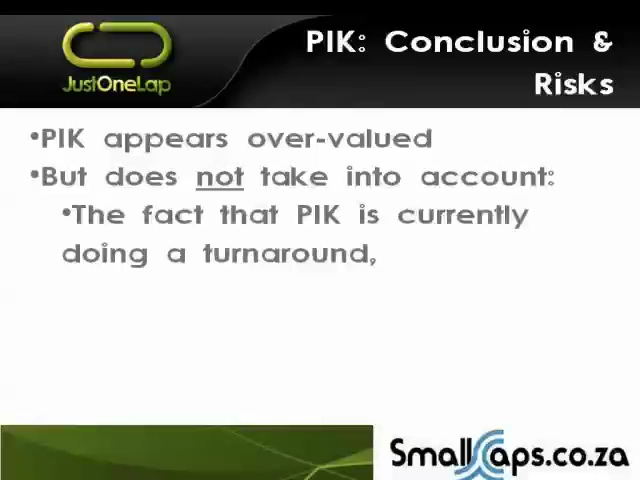 PIK: Conclusion &
Risks
JustOneLap
•PIK appears over-valued
•But does not take into account:
•The fact that PIK is currently
doing a turnaround,
SmallCaps.co.za